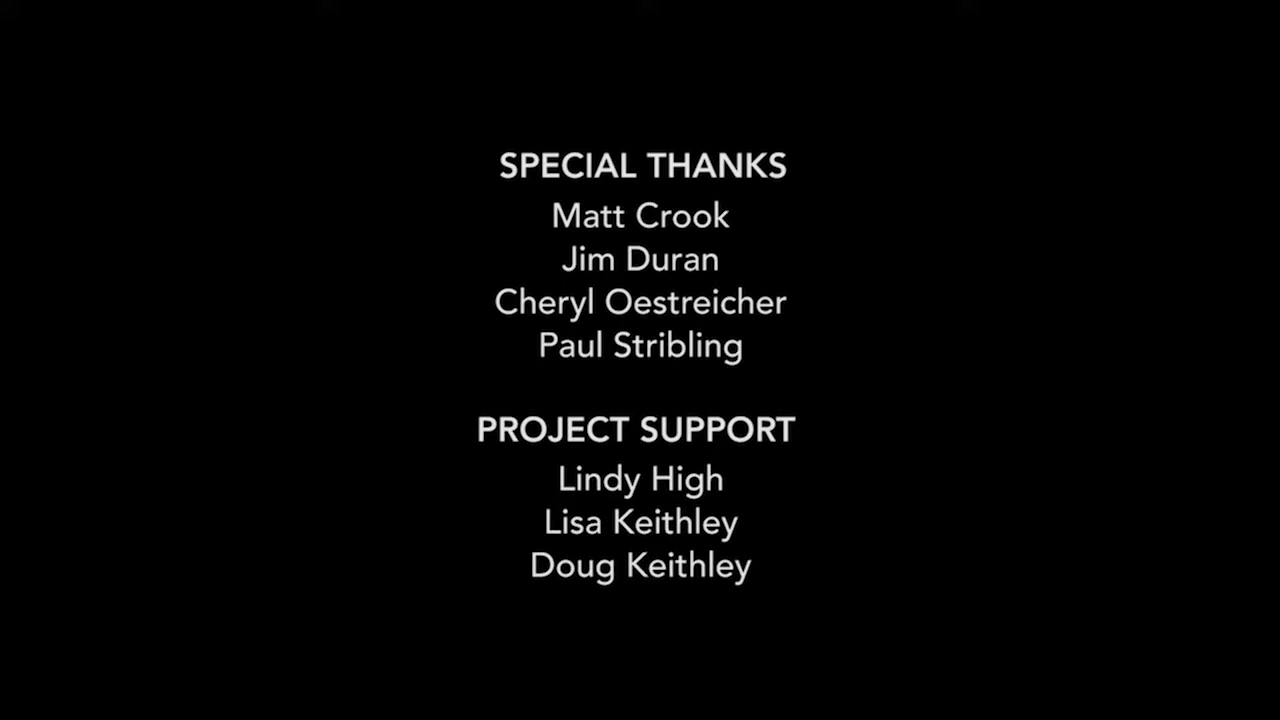 SPECIAL THANKS
Matt Crook
Jim Duran
Cheryl Oestreicher
Paul Stribling
PROJECT SUPPORT
Lindy High
Lisa Keithley
Doug Keithley